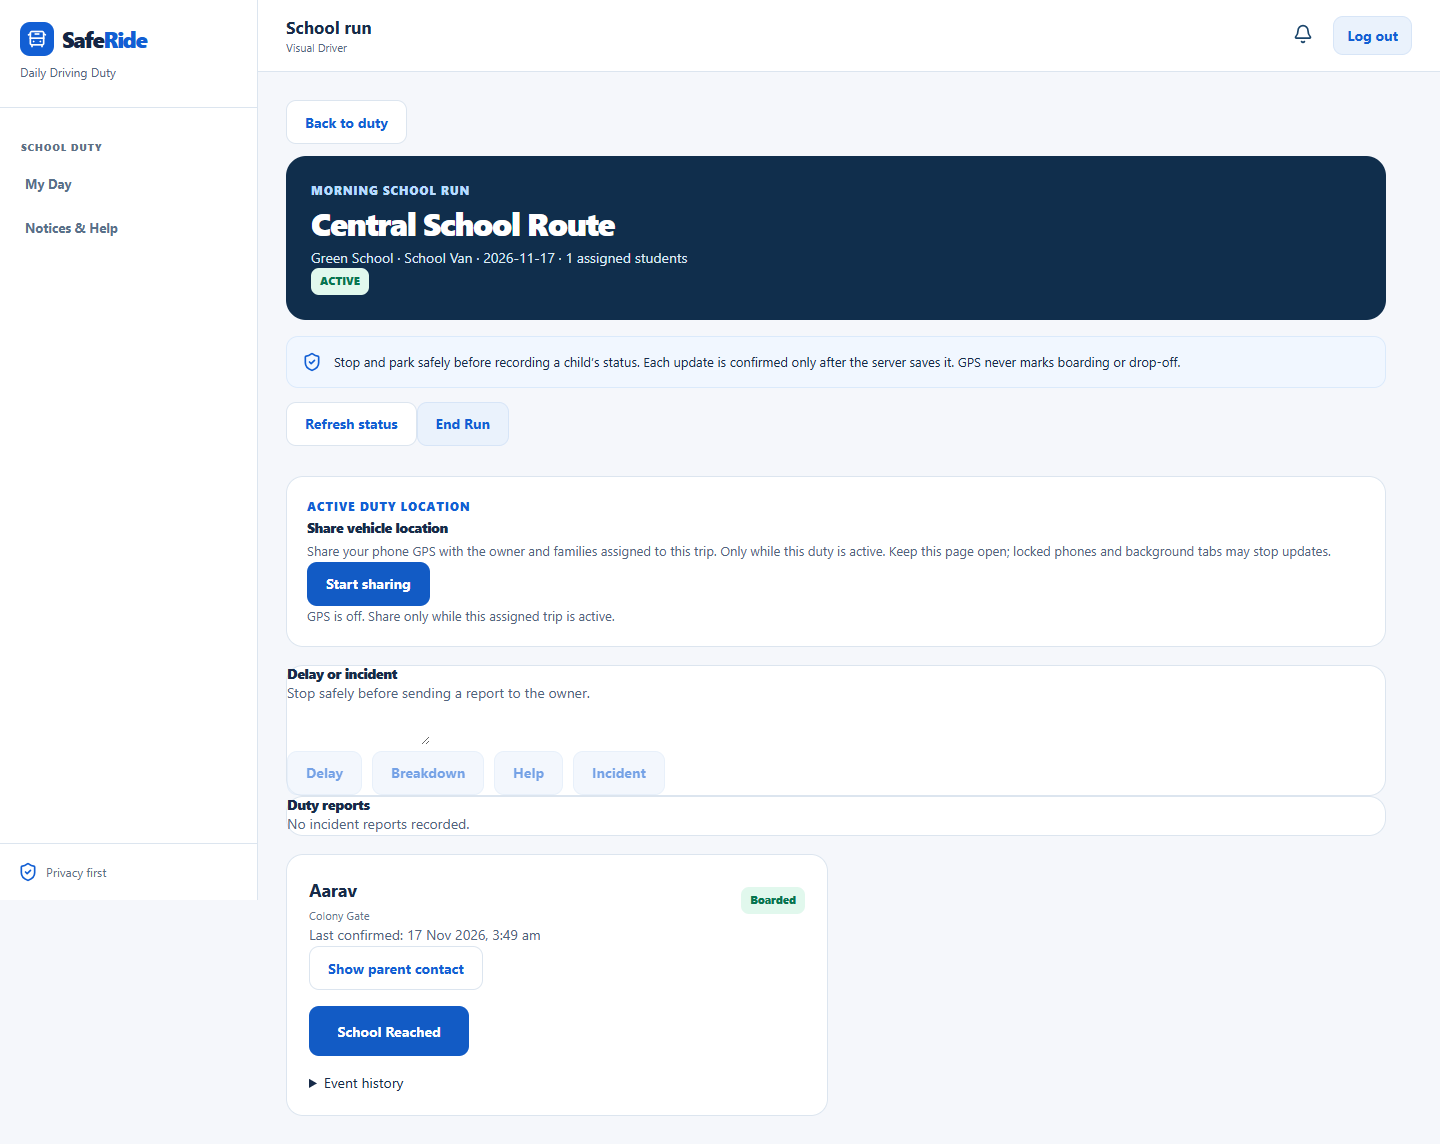 SafeRide
Daily Driving Duty
SCHOOL DUTY
My Day
Notices & Help
Privacy first
School run
Visual Driver
Log out
Back to duty
MORNING SCHOOL RUN
Central School Route
Green School · School Van · 2026-11-17 · 1 assigned students
ACTIVE
Stop and park safely before recording a child's status. Each update is confirmed only after the server saves it. GPS never marks boarding or drop-off.
Refresh status
End Run
ACTIVE DUTY LOCATION
Share vehicle location
Share your phone GPS with the owner and families assigned to this trip. Only while this duty is active. Keep this page open; locked phones and background tabs may stop updates.
Start sharing
GPS is off. Share only while this assigned trip is active.
Delay or incident
Stop safely before sending a report to the owner.
Delay
Breakdown
Help
Incident
Duty reports
No incident reports recorded.
Aarav
Boarded
Colony Gate
Last confirmed: 17 Nov 2026, 3:49 am
Show parent contact
School Reached
Event history